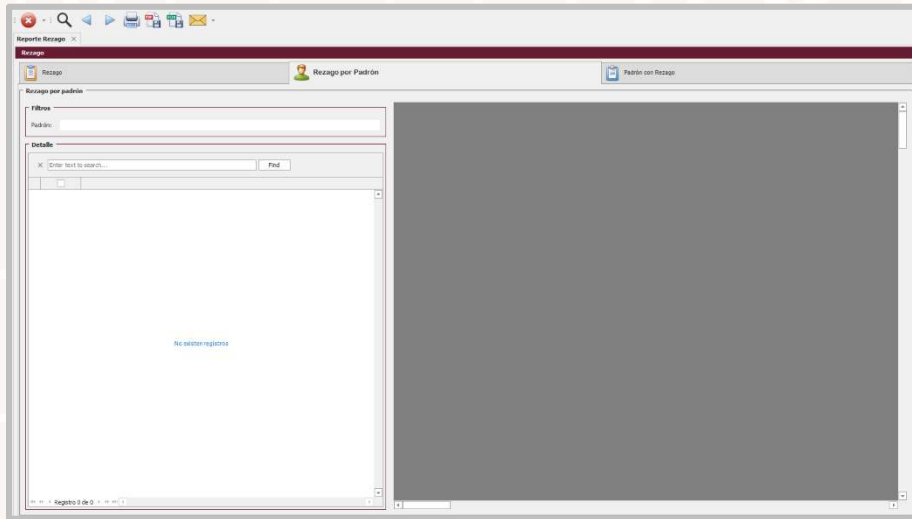 Reporte Rezago
Rezago
Rezago
Rezago por Padrón
Padrón con Rezago
Rezago por padrón
Filtros
Padrón:
Detalle
Enter text to search...
Find
No existen registros
Registro 0 de 0